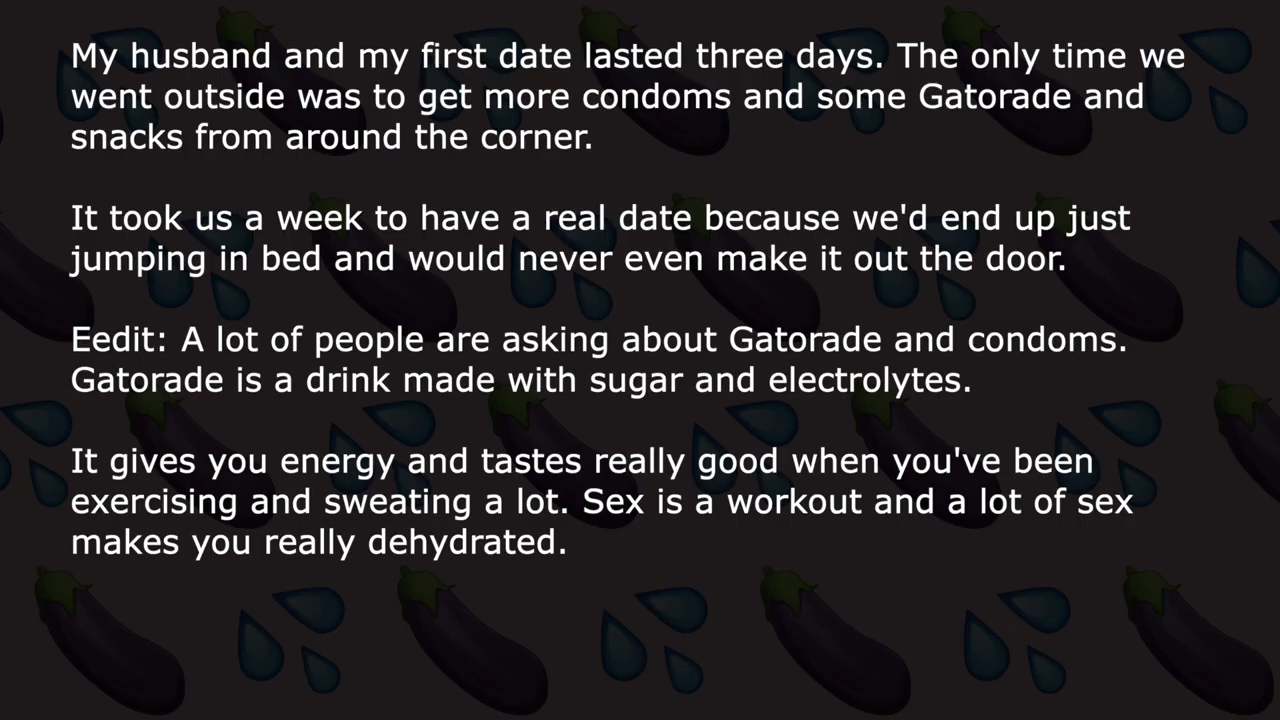 My husband and my first date lasted three days. The only time we
went outside was to get more condoms and some Gatorade and
snacks from around the corner.
It took us a week to have a real date because we'd end up just
jumping in bed and would never even make it out the door.
Eedit: A lot of people are asking about Gatorade and condoms.
Gatorade is a drink made with sugar and electrolytes.
It gives you energy and tastes really good when you've been
exercising and sweating a lot. Sex is a workout and a lot of sex
makes you really dehydrated.